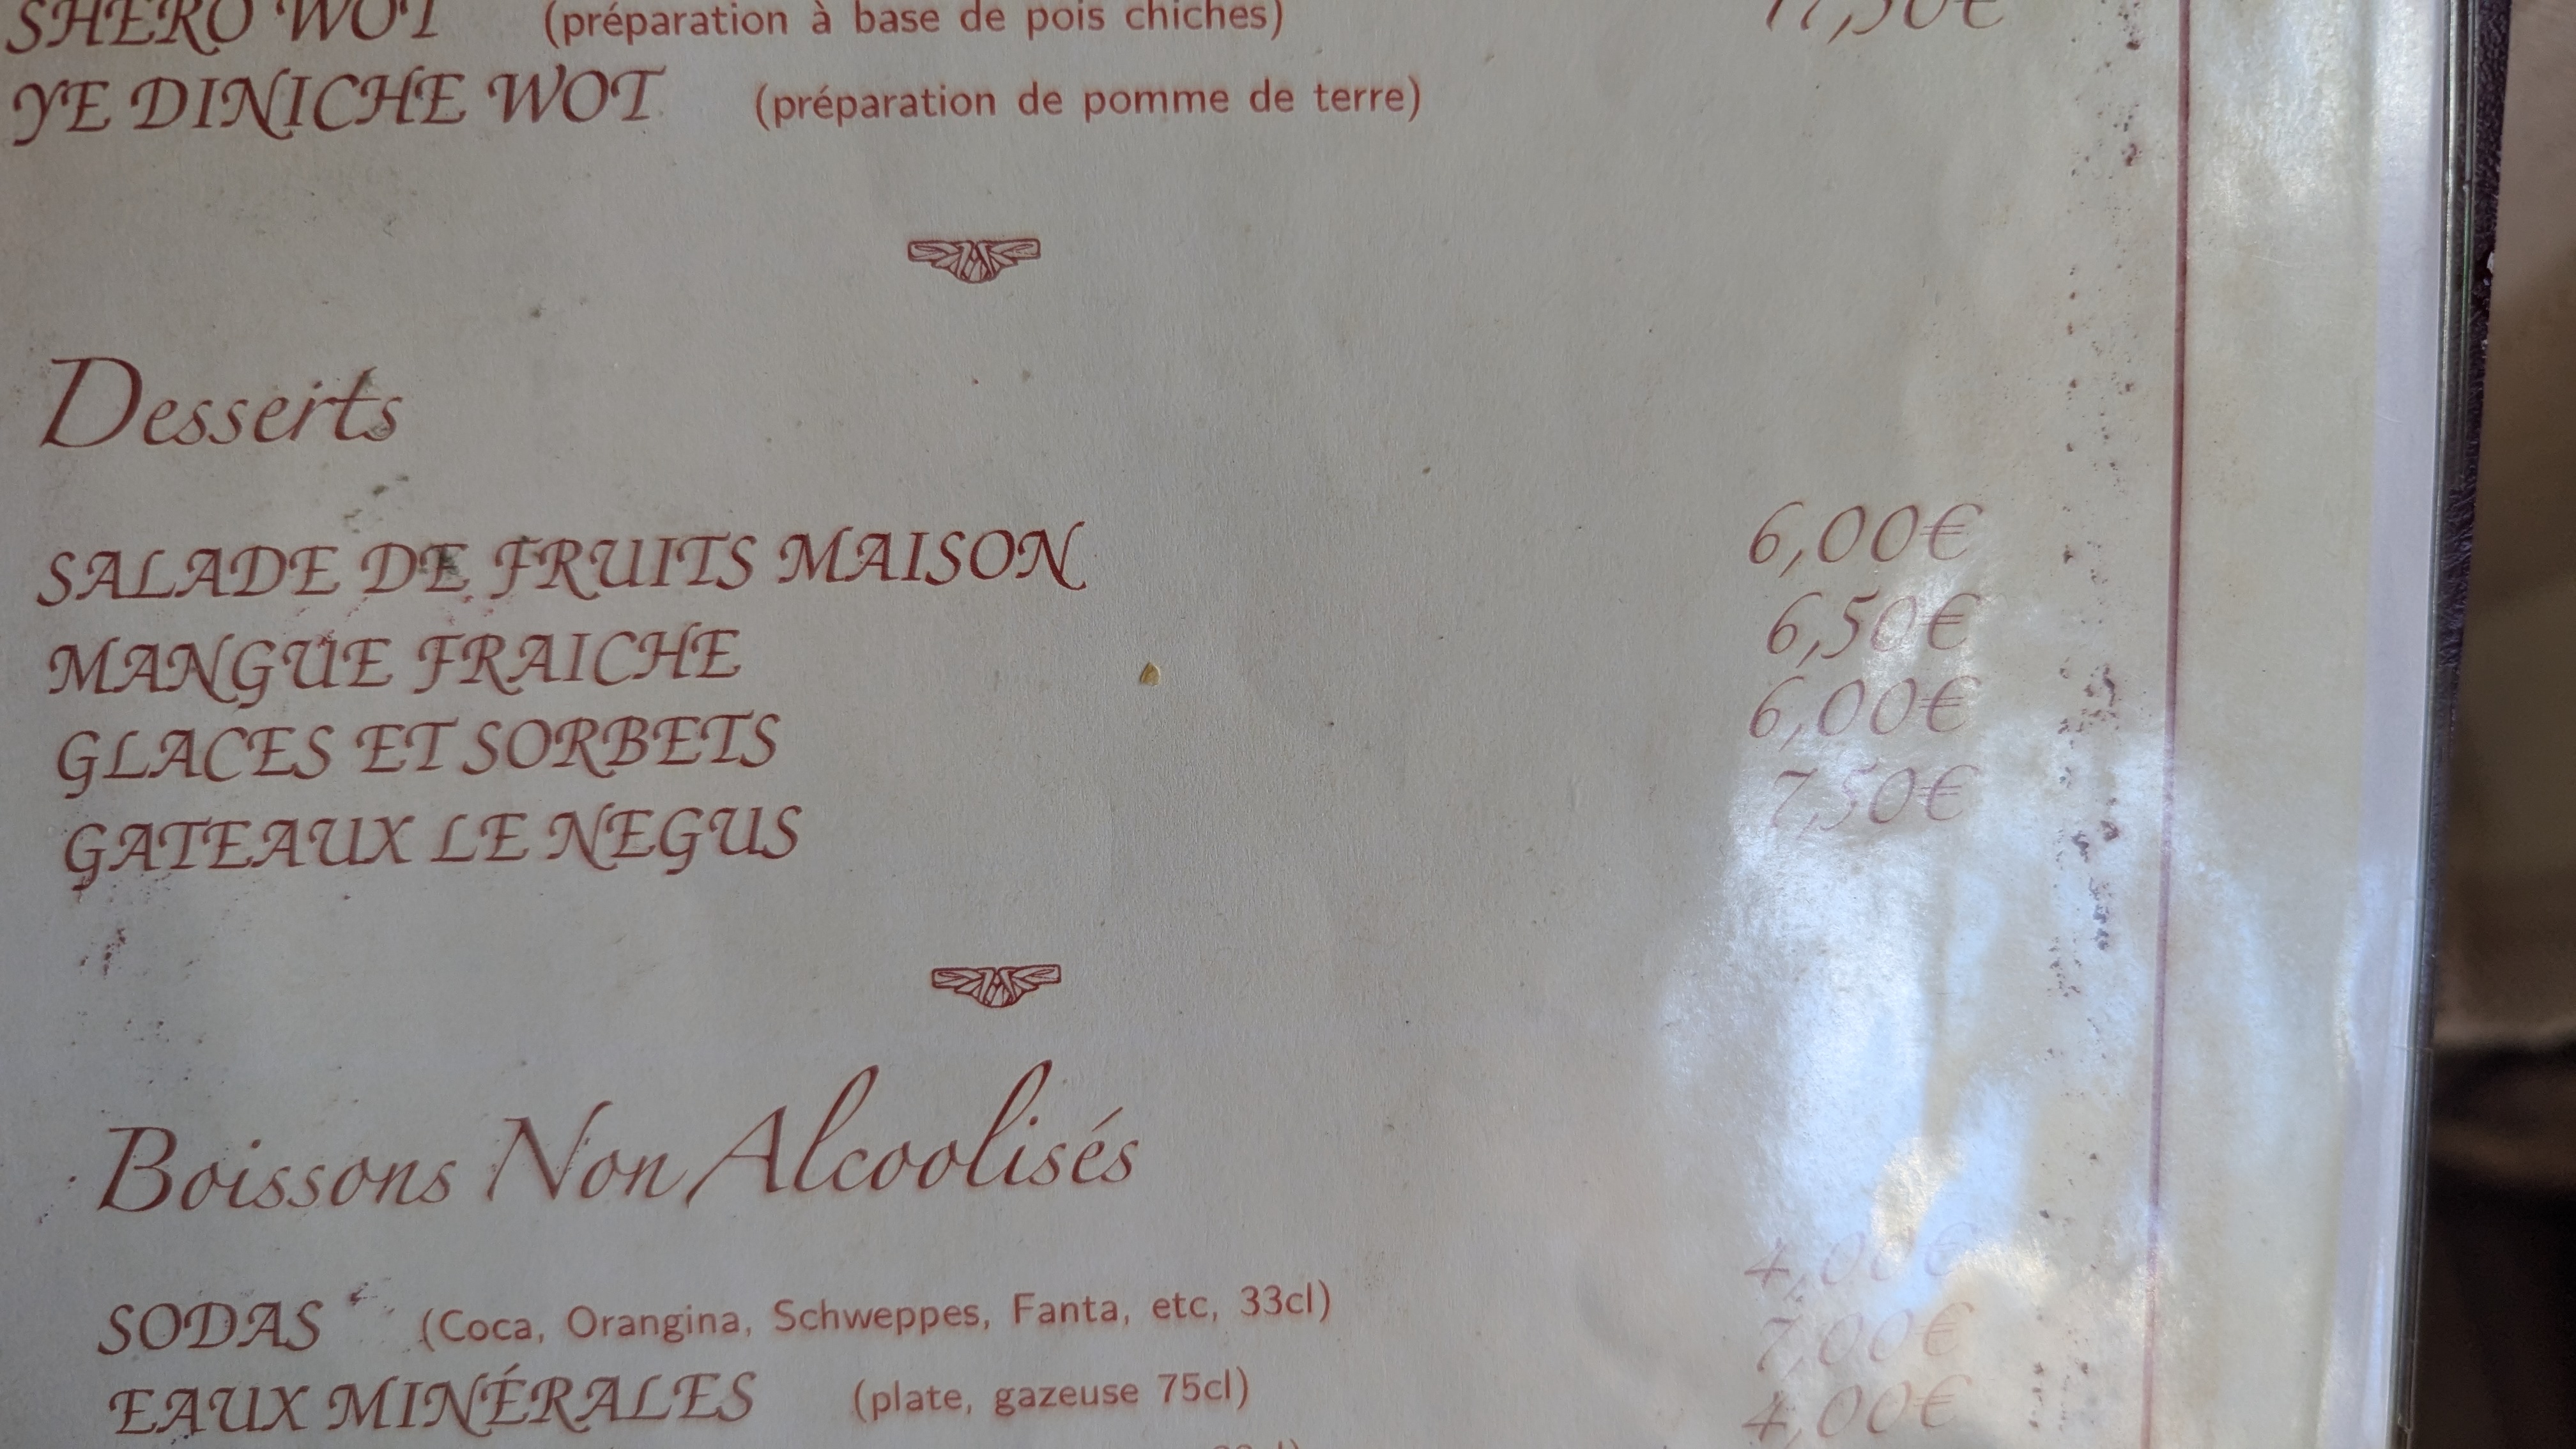 SHERO WOT (préparation à base de pois chiches)
YE DINICHE WOT (préparation de pomme de terre)
Desserts
SALADE DE FRUITS MAISON 6,00€
MANGUE FRAICHE 6,50€
GLACES ET SORBETS 6,00€
GATEAUX LE NEGUS 7,50€
Boissons Non Alcoolisés
SODAS (Coca, Orangina, Schweppes, Fanta, etc, 33cl) 4,00€
EAUX MINÉRALES (plate, gazeuse 75cl) 7,00€
4,00€